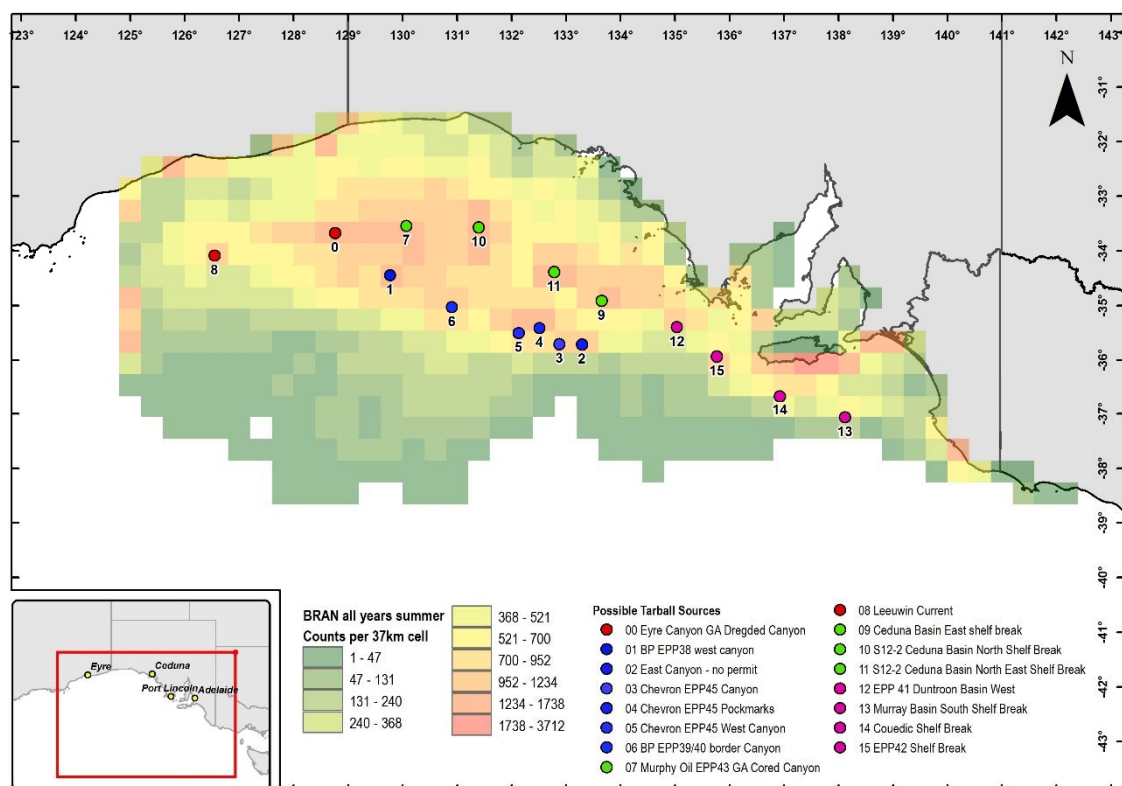 123° 124° 125° 126° 127° 128° 129° 130° 131° 132° 133° 134° 135° 136° 137° 138° 139° 140° 141° 142° 143°
N
-31°
-32°
-33°
-34°
-35°
-36°
-37°
-38°
-39°
-40°
-41°
-42°
-43°
0
7
10
8
1
11
6
9
5
4
3
2
12
15
14
13
BRAN all years summer
Counts per 37km cell
1 - 47
47 - 131
131 - 240
240 - 368
368 - 521
521 - 700
700 - 952
952 - 1234
1234 - 1738
1738 - 3712
Possible Tarball Sources
00 Eyre Canyon GA Dregded Canyon
01 BP EPP38 west canyon
02 East Canyon - no permit
03 Chevron EPP45 Canyon
04 Chevron EPP45 Pockmarks
05 Chevron EPP45 West Canyon
06 BP EPP39/40 border Canyon
07 Murphy Oil EPP43 GA Cored Canyon
08 Leeuwin Current
09 Ceduna Basin East shelf break
10 S12-2 Ceduna Basin North Shelf Break
11 S12-2 Ceduna Basin North East Shelf Break
12 EPP 41 Duntroon Basin West
13 Murray Basin South Shelf Break
14 Couedic Shelf Break
15 EPP42 Shelf Break
Eyre
Ceduna
Port Lincoln
Adelaide